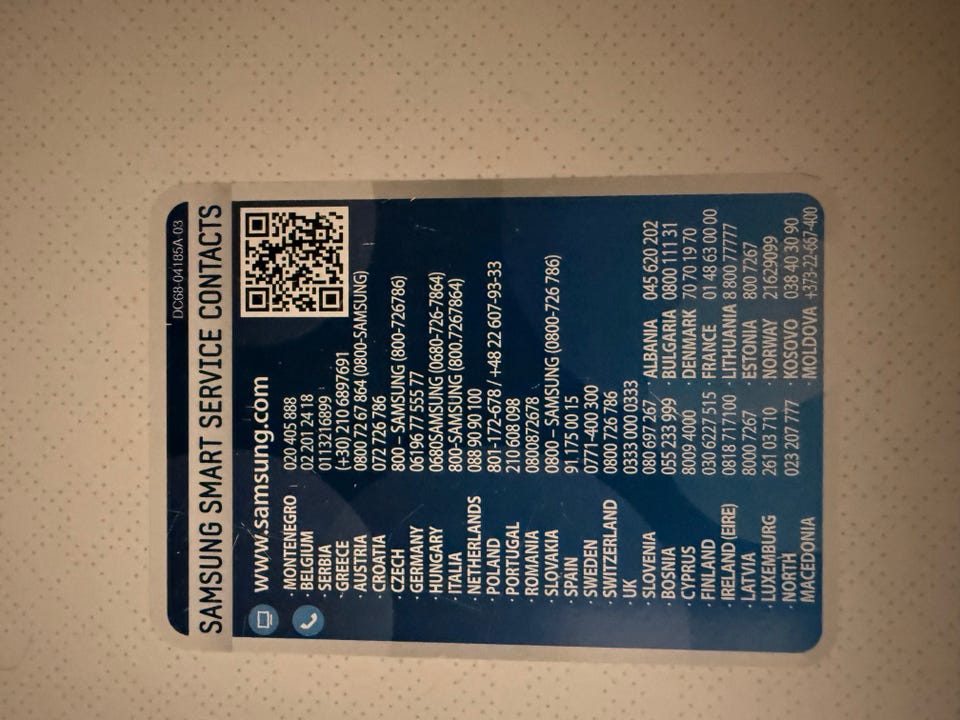 DC68-04185A-03
SAMSUNG SMART SERVICE CONTACTS
www.samsung.com
· MONTENEGRO 020 405 888
· BELGIUM 02 201 24 18
· SERBIA 0113216899
· GREECE (+30) 210 6897691
· AUSTRIA 0800 72 67 864 (0800-SAMSUNG)
CROATIA 072 726 786
· CZECH 800 – SAMSUNG (800-726786)
· GERMANY 06196 77 555 77
· HUNGARY 0680SAMSUNG (0680-726-7864)
· ITALIA 800-SAMSUNG (800.7267864)
· NETHERLANDS 088 90 90 100
· POLAND 801-172-678 / +48 22 607-93-33
· PORTUGAL 210 608 098
· ROMANIA 0800872678
· SLOVAKIA 0800 – SAMSUNG (0800-726 786)
· SPAIN 91 175 00 15
· SWEDEN 0771-400 300
· SWITZERLAND 0800 726 786
· UK 0333 000 0333
· SLOVENIA 080 697 267 · ALBANIA 045 620 202
· BOSNIA 055 233 999 · BULGARIA 0800 111 31
· CYPRUS 8009 4000 · DENMARK 70 70 19 70
· FINLAND 030 6227 515 · FRANCE 01 48 63 00 00
· IRELAND (EIRE) 0818 717100 · LITHUANIA 8 800 77777
· LATVIA 8000 7267 · ESTONIA 800 7267
· LUXEMBURG 261 03 710 · NORWAY 21629099
· NORTH 023 207 777 · KOSOVO 038 40 30 90
MACEDONIA · MOLDOVA +373-22-667-400